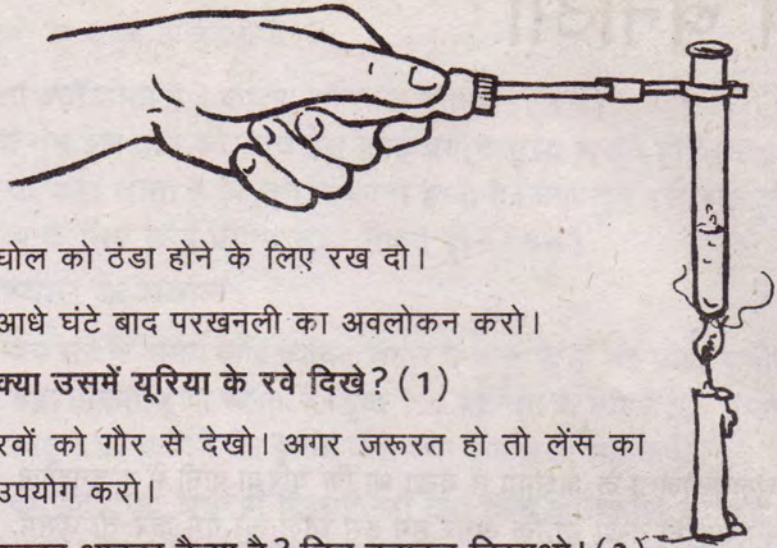 घोल को ठंडा होने के लिए रख दो।
आधे घंटे बाद परखनली का अवलोकन करो।
क्या उसमें यूरिया के रवे दिखे? (1)
रवों को गौर से देखो। अगर जरूरत हो तो लेंस का
उपयोग करो।